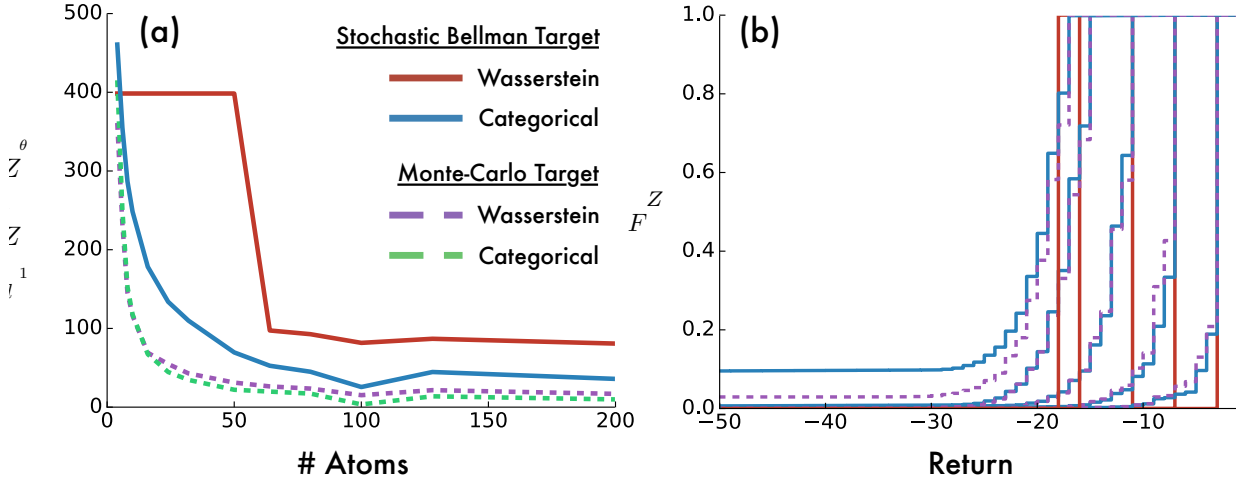 500
400
300
200
100
0
0
50
100
150
200
# Atoms
(a)
Stochastic Bellman Target
Wasserstein
Categorical
Monte-Carlo Target
Wasserstein
Categorical
θ
Z
Z
1
(b)
F
Z
1.0
0.8
0.6
0.4
0.2
0.0
−50
−40
−30
−20
−10
Return